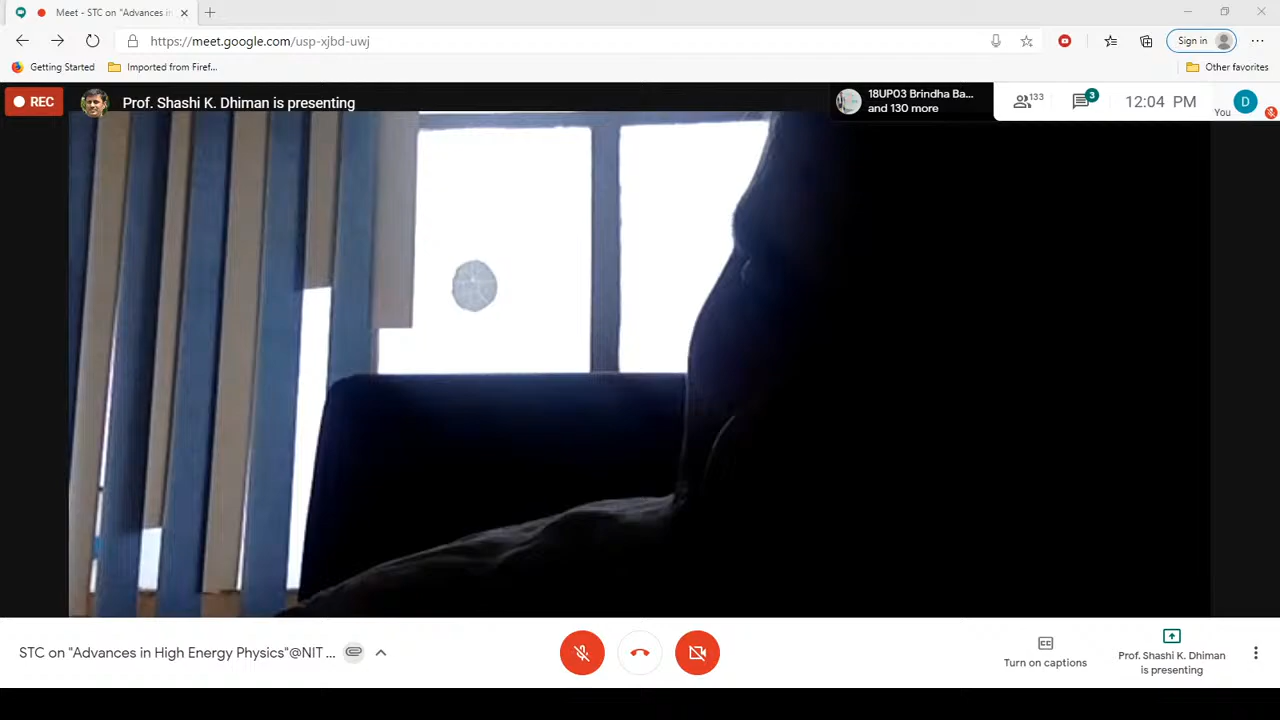 Meet - STC on "Advances in
https://meet.google.com/usp-xjbd-uwj
Sign in
Getting Started
Imported from Firef...
Other favorites
REC
Prof. Shashi K. Dhiman is presenting
18UP03 Brindha Ba...
and 130 more
133
3
12:04 PM
You
D
STC on "Advances in High Energy Physics"@NIT ...
CC
Turn on captions
Prof. Shashi K. Dhiman
is presenting